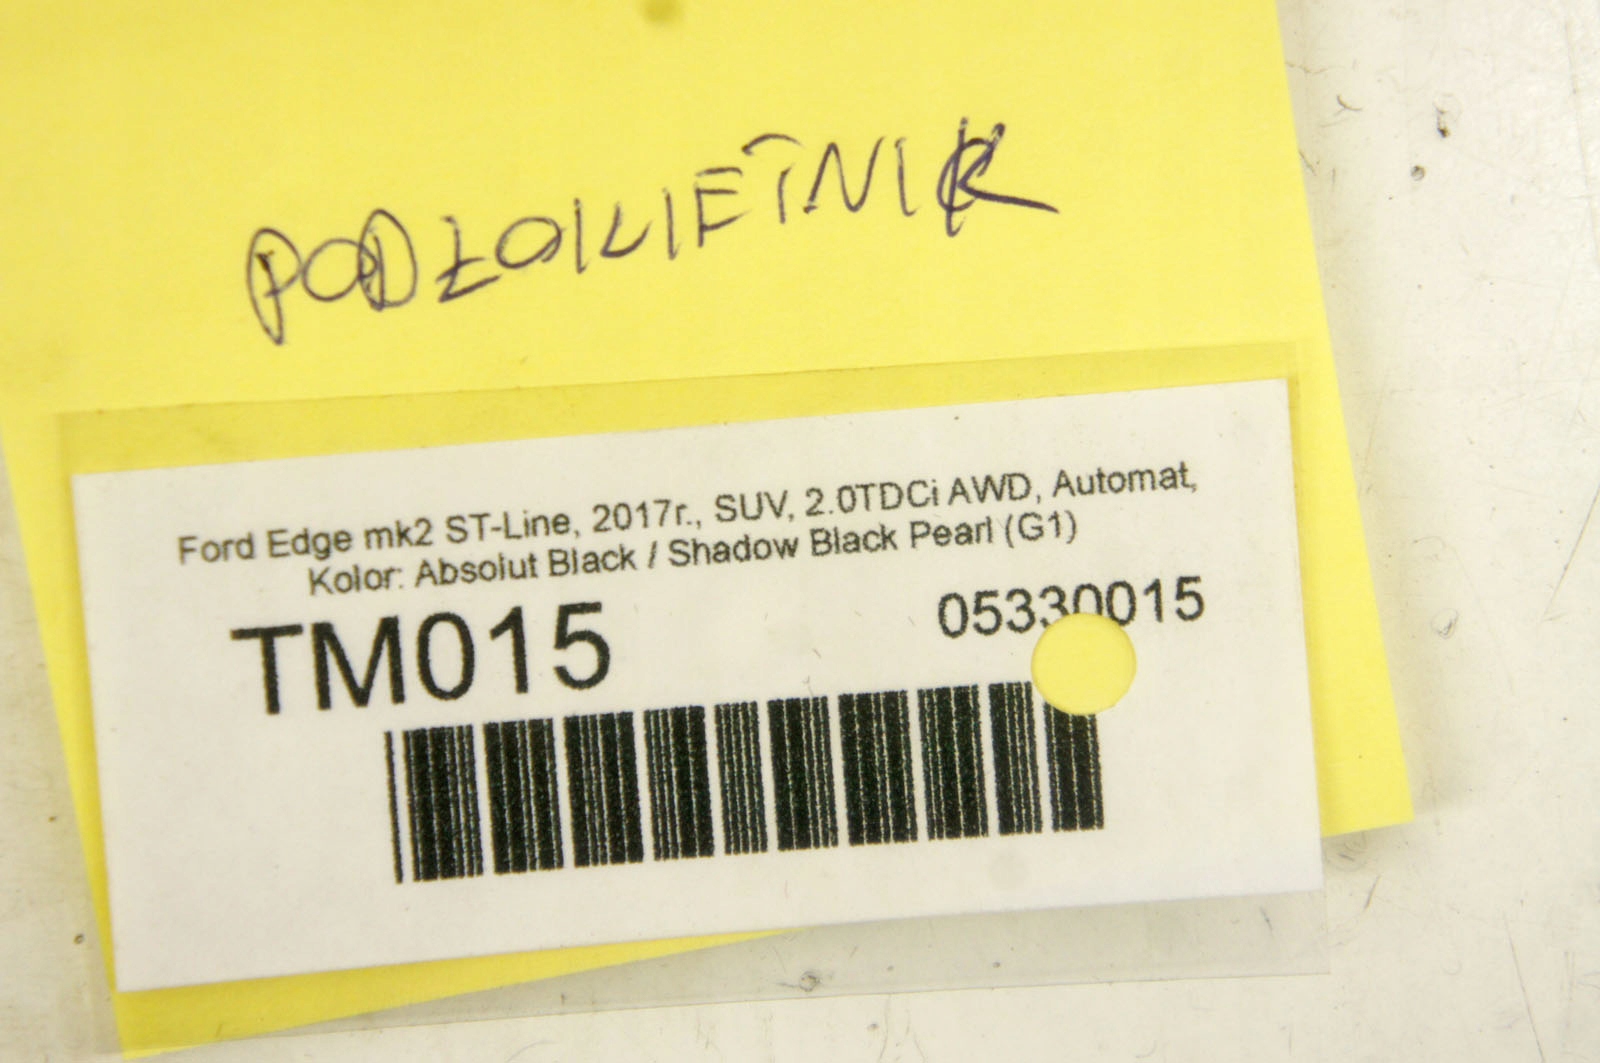 PODŁOKIETNIK
Ford Edge mk2 ST-Line, 2017r., SUV, 2.0TDCi AWD, Automat,
Kolor: Absolut Black / Shadow Black Pearl (G1)
TM015 05330015